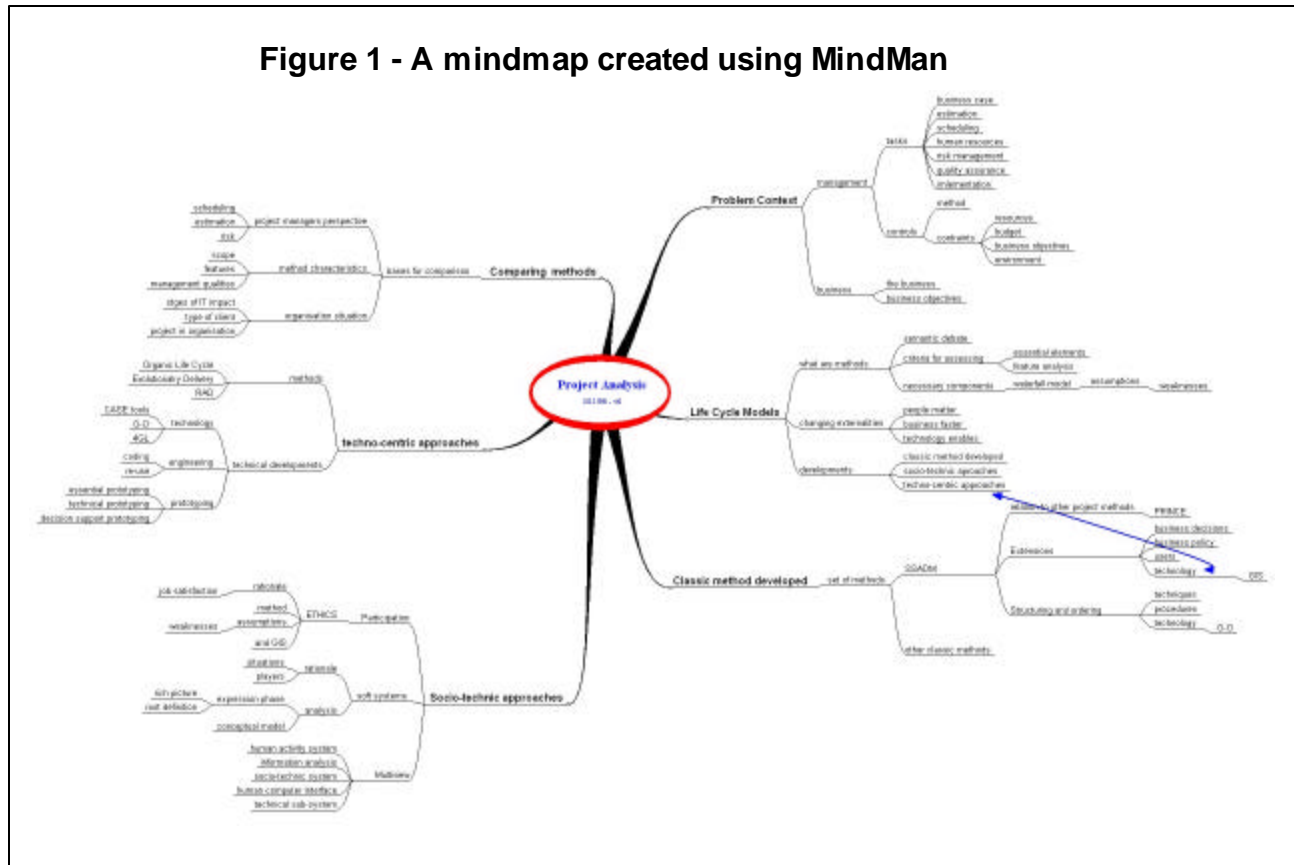 Figure 1 - A mindmap created using MindMan
Project Analysis
Problem Context
management
tasks
business case
estimation
scheduling
human resources
risk management
quality assurance
controls
method
contraints
resources
budget
business objectives
environment
business
the business
business objectives
Life Cycle Models
what are methods
semantic debate
criteria for assessing
essential elements
feature analysis
necessary components
waterfall model
assumptions
weaknesses
changing externalities
people matter
business faster
technology enables
developments
classic method developed
socio-technic aproaches
techno-centric approaches
Classic method developed
set of methods
SSADM
relation to other project methods
PRINCE
Extensions
business decisions
business policy
users
technology
GIS
Structuring and ordering
techniques
procedures
technology
O-O
other classic methods
Comparing methods
bases for comparison
project managers perspective
scheduling
estimation
risk
method characteristics
scope
features
management qualities
organisation situation
stges of IT impact
type of client
project in organisation
techno-centric approaches
methods
Organic Life Cycle
Evolutionary Delivery
RAD
technical developments
technology
CASE tools
O-O
4GL
engineering
coding
re-use
prototyping
essential prototyping
technical prototyping
decision support prototyping
Socio-technic approaches
Participation
ETHICS
rationale
job satisfaction
method
assumptions
weaknesses
and GIS
soft systems
rationale
situations
players
analysis
expression phase
rich picture
root definition
conceptual model
Multiview
human activity system
information analysis
socio-technic system
human computer interface
technical sub-system